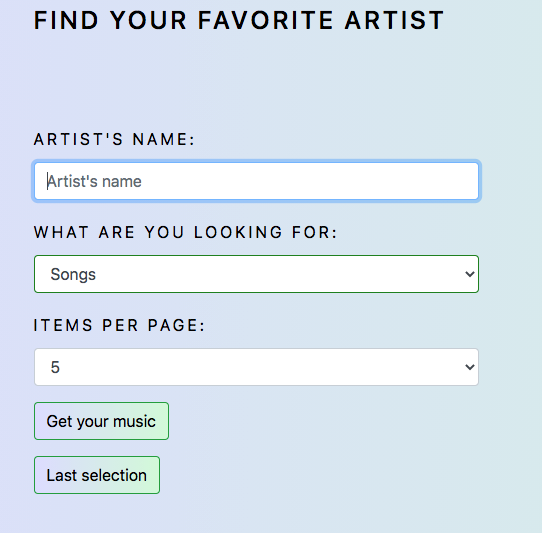 FIND YOUR FAVORITE ARTIST
ARTIST'S NAME:
Artist's name
WHAT ARE YOU LOOKING FOR:
Songs
ITEMS PER PAGE:
5
Get your music
Last selection